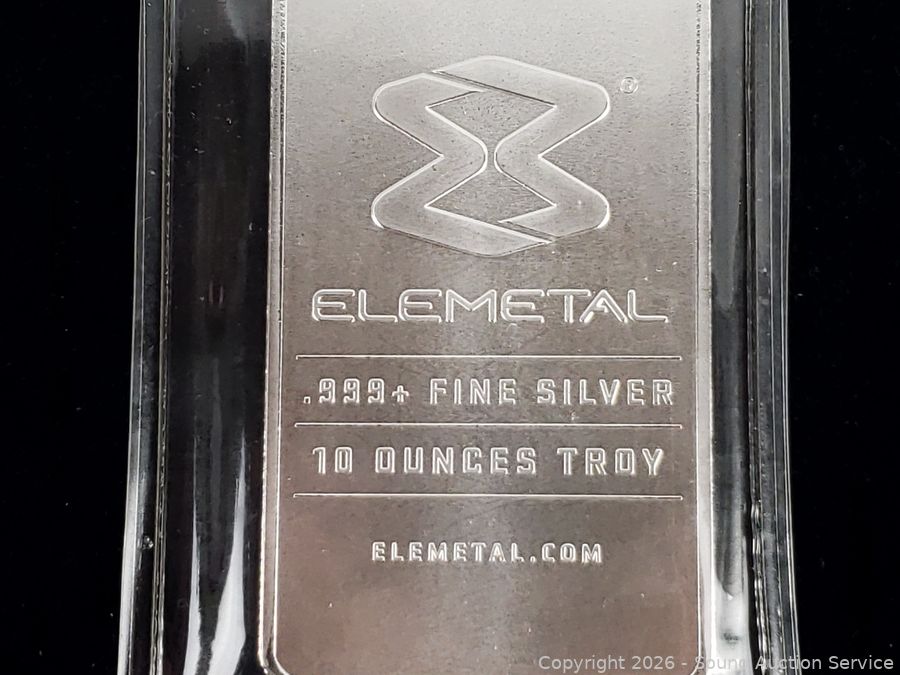 ®
ELEMETAL
.999+ FINE SILVER
10 OUNCES TROY
ELEMETAL.COM
Copyright 2026 - Sound Auction Service